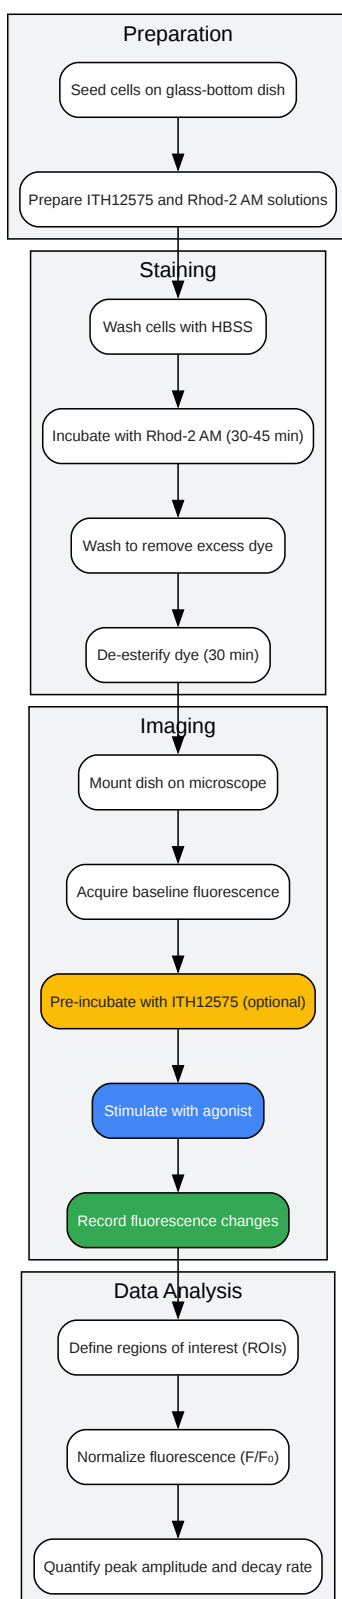 Preparation
Seed cells on glass-bottom dish
Prepare ITH12575 and Rhod-2 AM solutions
Staining
Wash cells with HBSS
Incubate with Rhod-2 AM (30-45 min)
Wash to remove excess dye
De-esterify dye (30 min)
Imaging
Mount dish on microscope
Acquire baseline fluorescence
Pre-incubate with ITH12575 (optional)
Stimulate with agonist
Record fluorescence changes
Data Analysis
Define regions of interest (ROIs)
Normalize fluorescence (F/F₀)
Quantify peak amplitude and decay rate